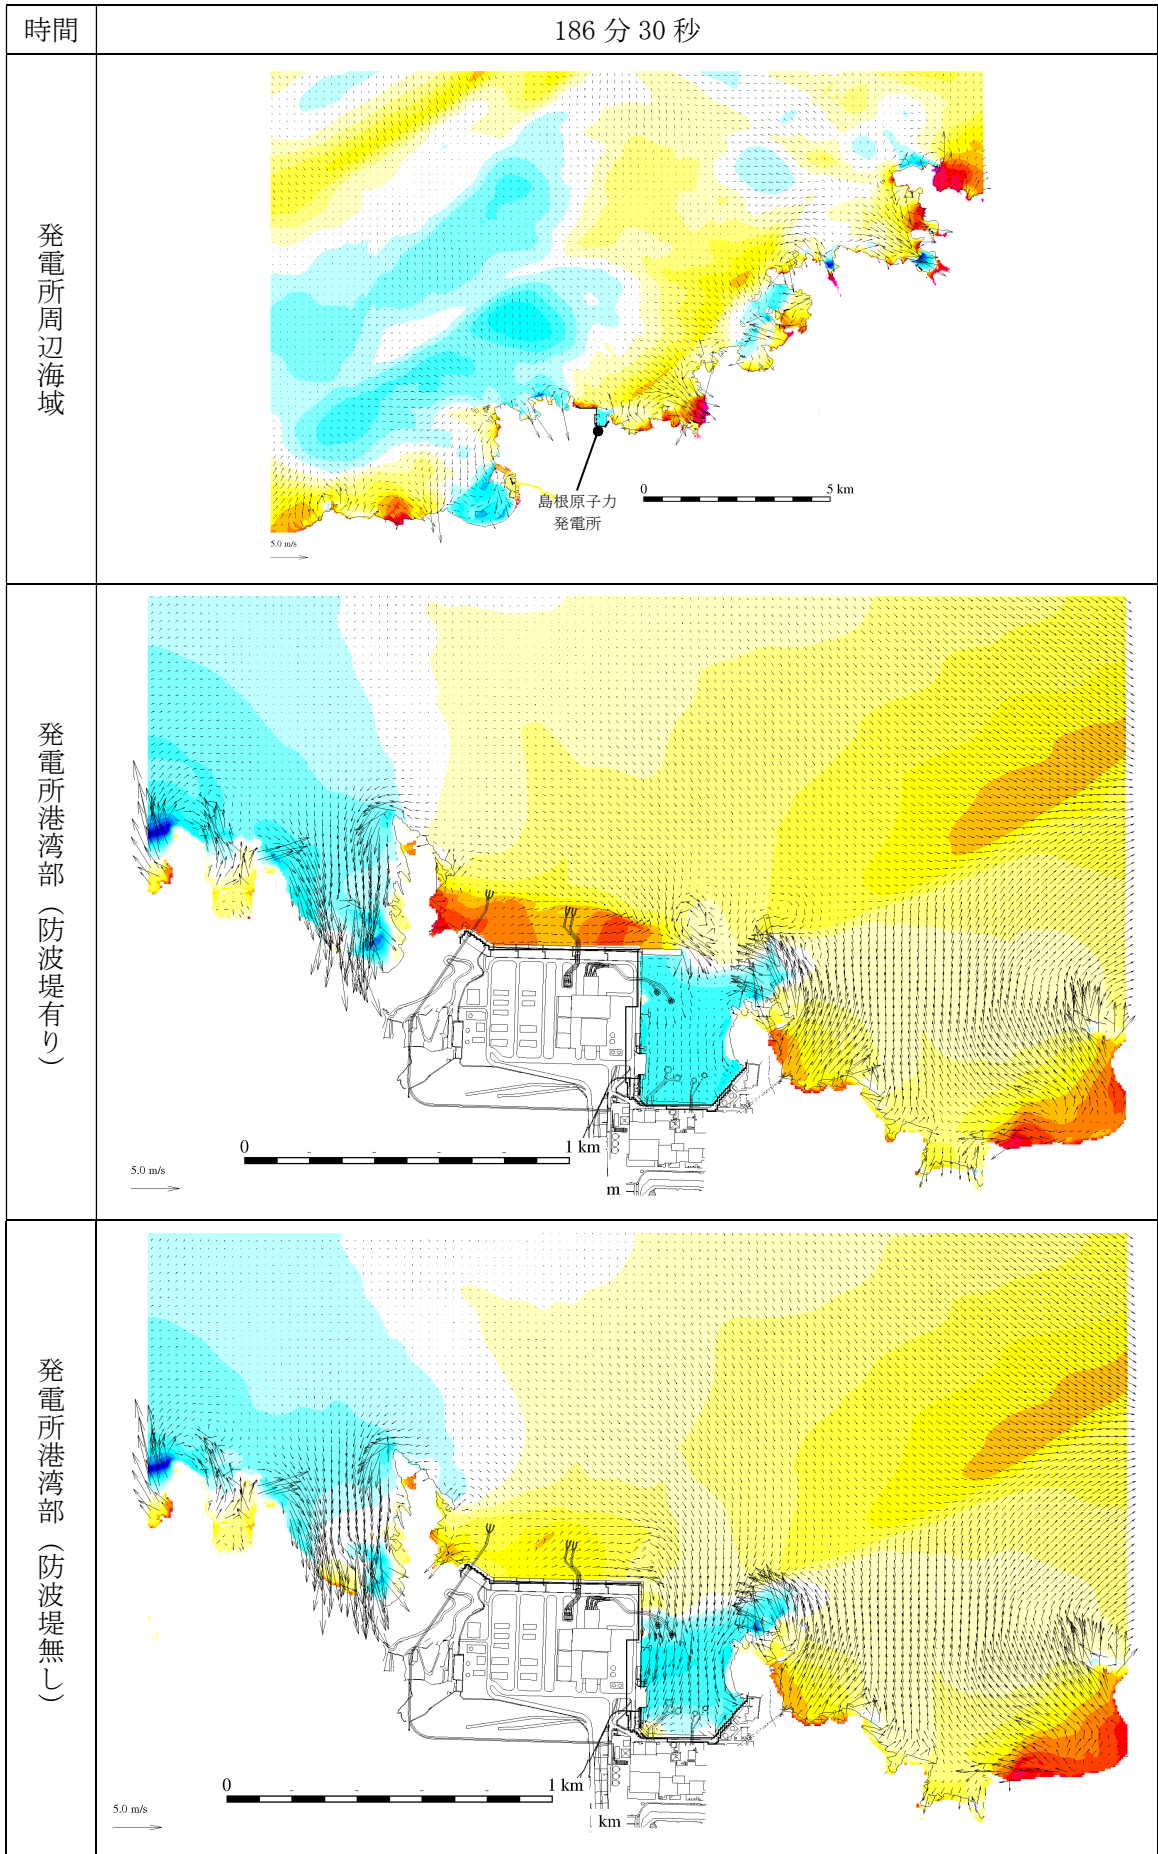 時間
186 分 30 秒
発電所周辺海域
島根原子力
発電所
0
5 km
5.0 m/s
発電所港湾部（防波堤有り）
0
1 km
5.0 m/s
m
発電所港湾部（防波堤無し）
0
1 km
5.0 m/s
km